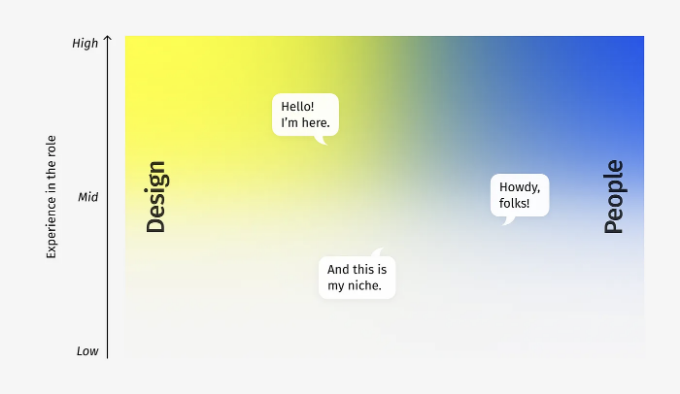 High
Experience in the role
Mid
Low
Design
Hello!
I’m here.
Howdy,
folks!
And this is
my niche.
People